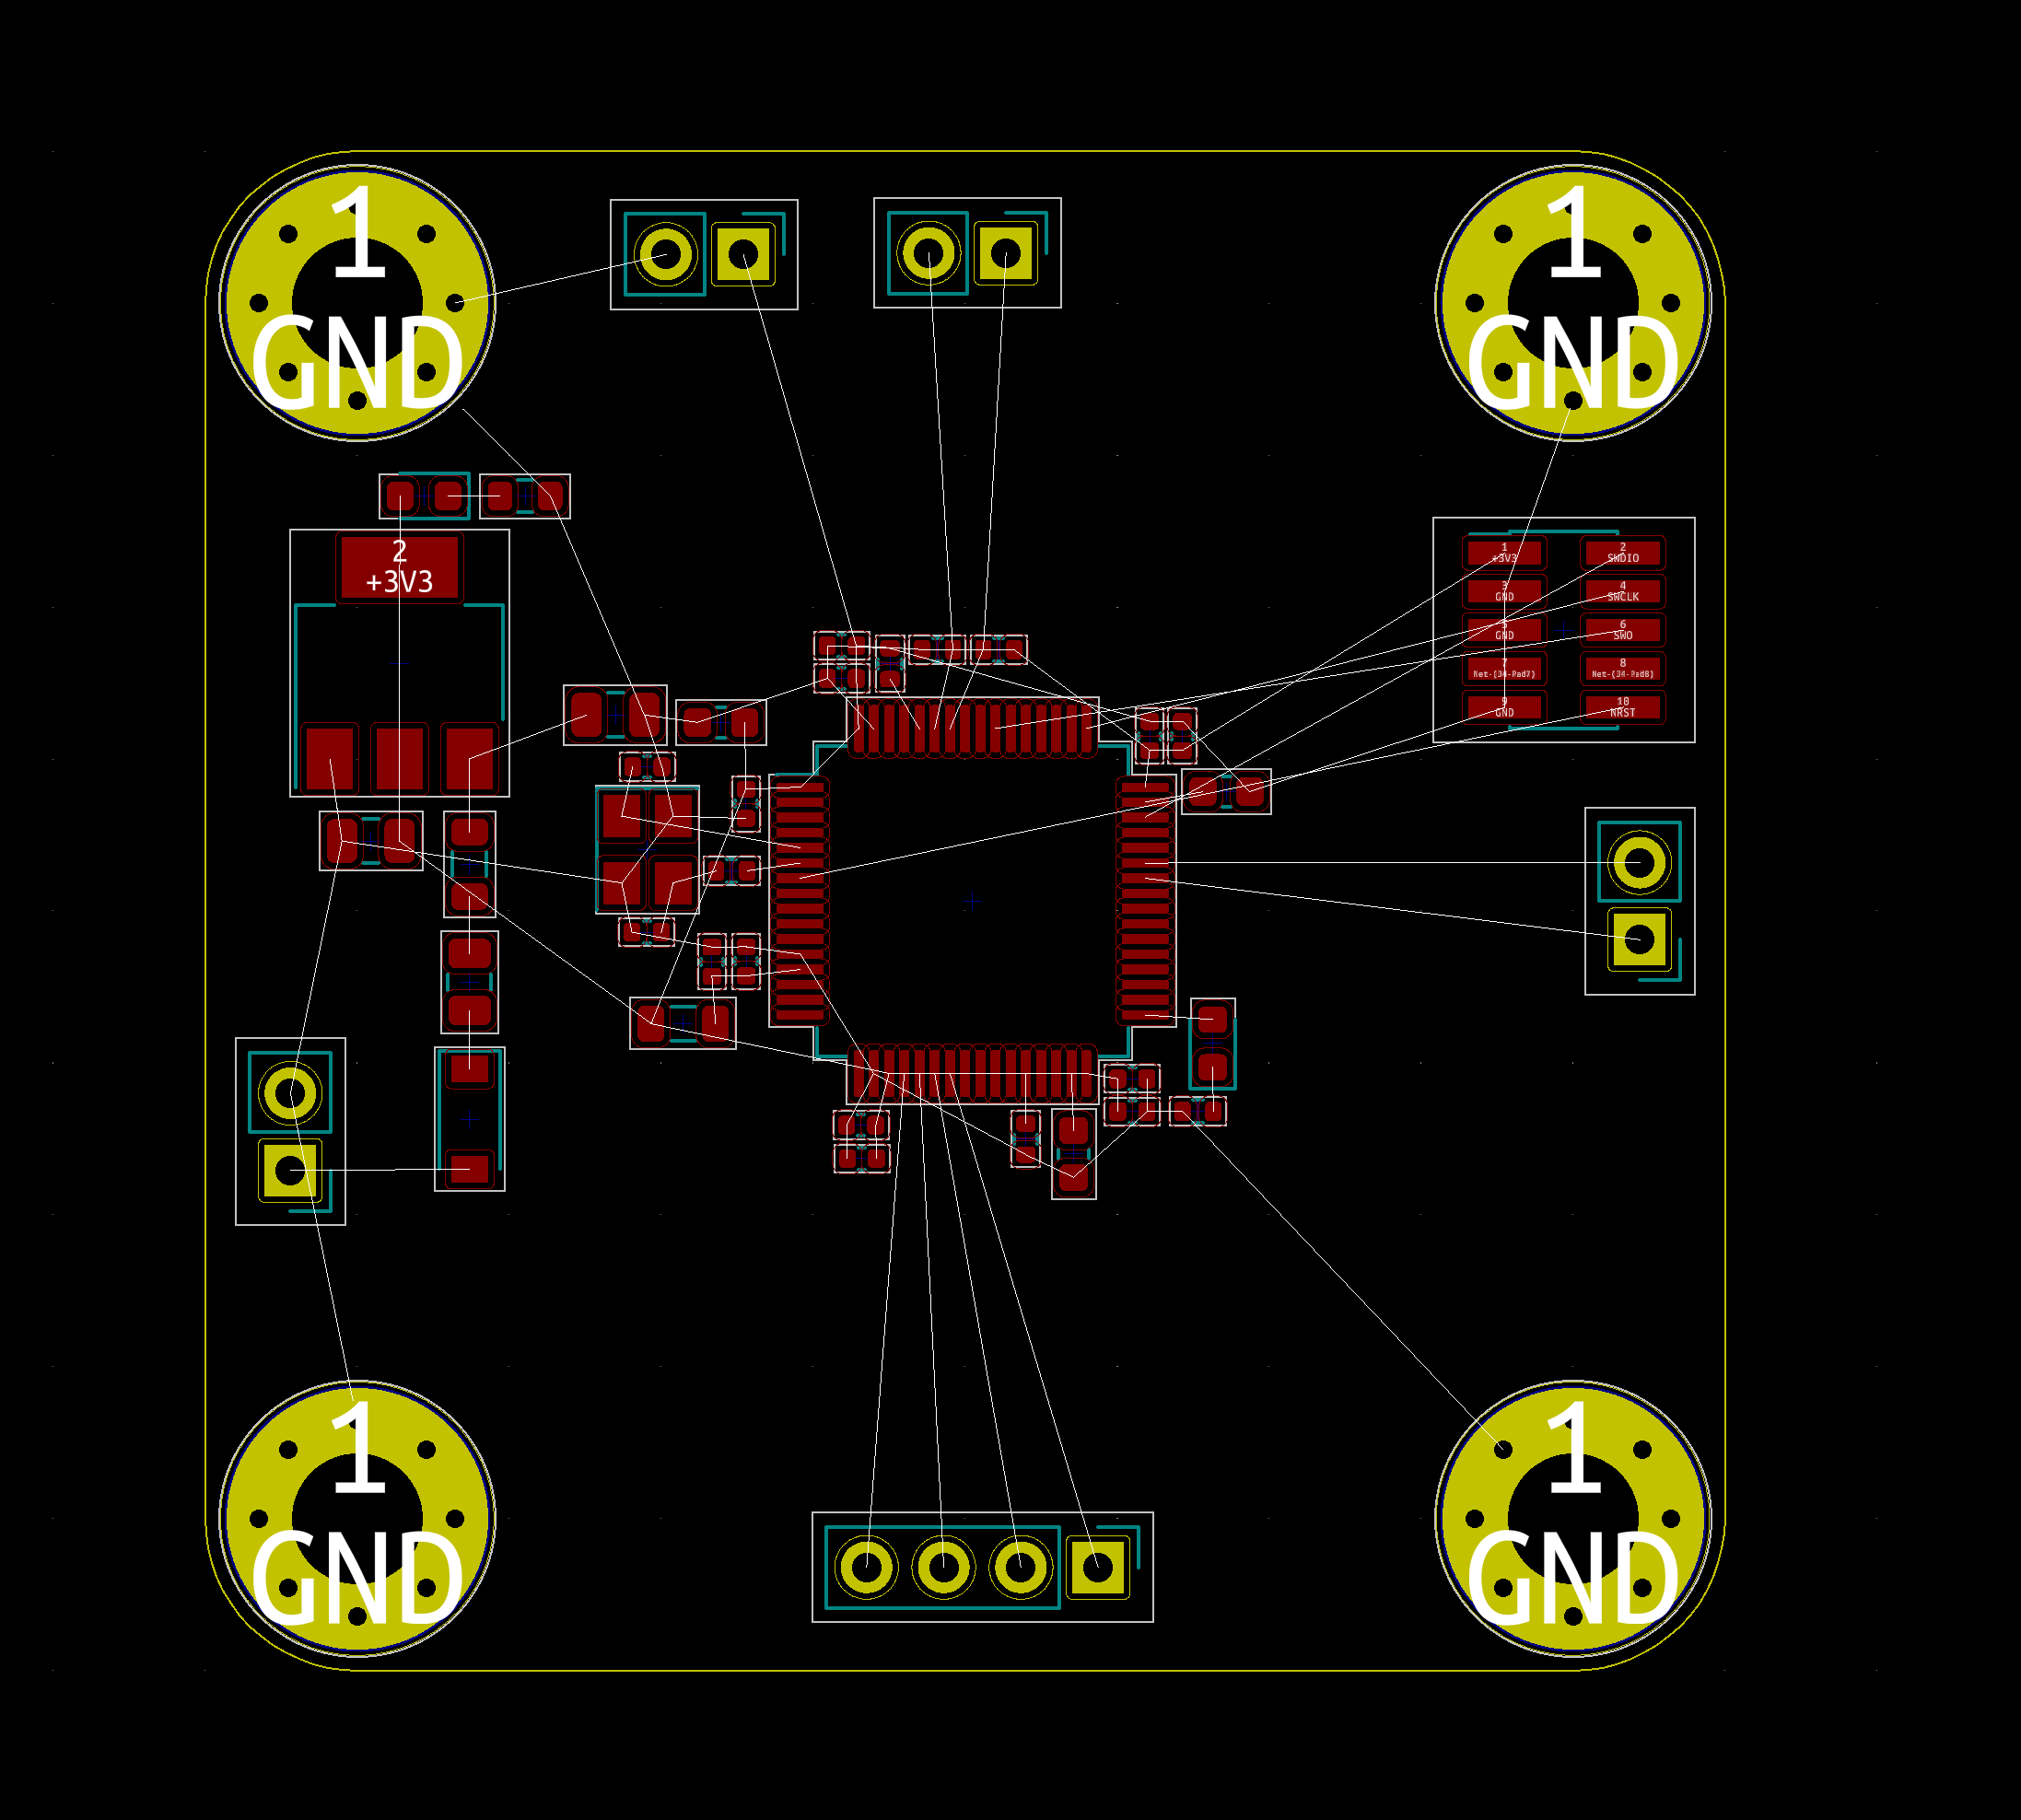 1
GND
1
GND
2
+3V3
1
+3V3
2
SWDIO
3
GND
4
SWCLK
5
GND
6
SWO
7
Net-(J4-Pad7)
8
Net-(J4-Pad8)
9
GND
10
NRST
1
GND
1
GND